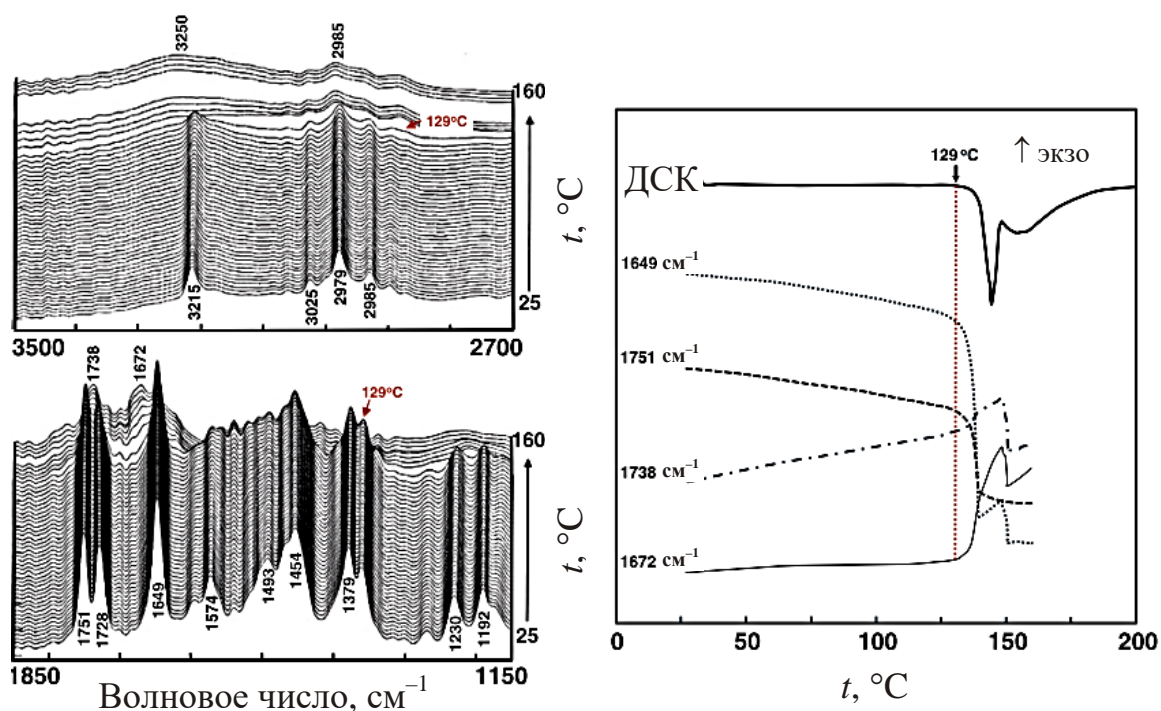 3250
2985
160
129°C
3215
3025
2979
2985
25
3500
2700
t, °C
1738
1672
129°C
160
1751
1728
1649
1574
1493
1454
1379
1230
1192
25
1850
1150
t, °C
Волновое число, см⁻¹
129 °C
↑ экзо
ДСК
1649 см⁻¹
1751 см⁻¹
1738 см⁻¹
1672 см⁻¹
0
50
100
150
200
t, °C